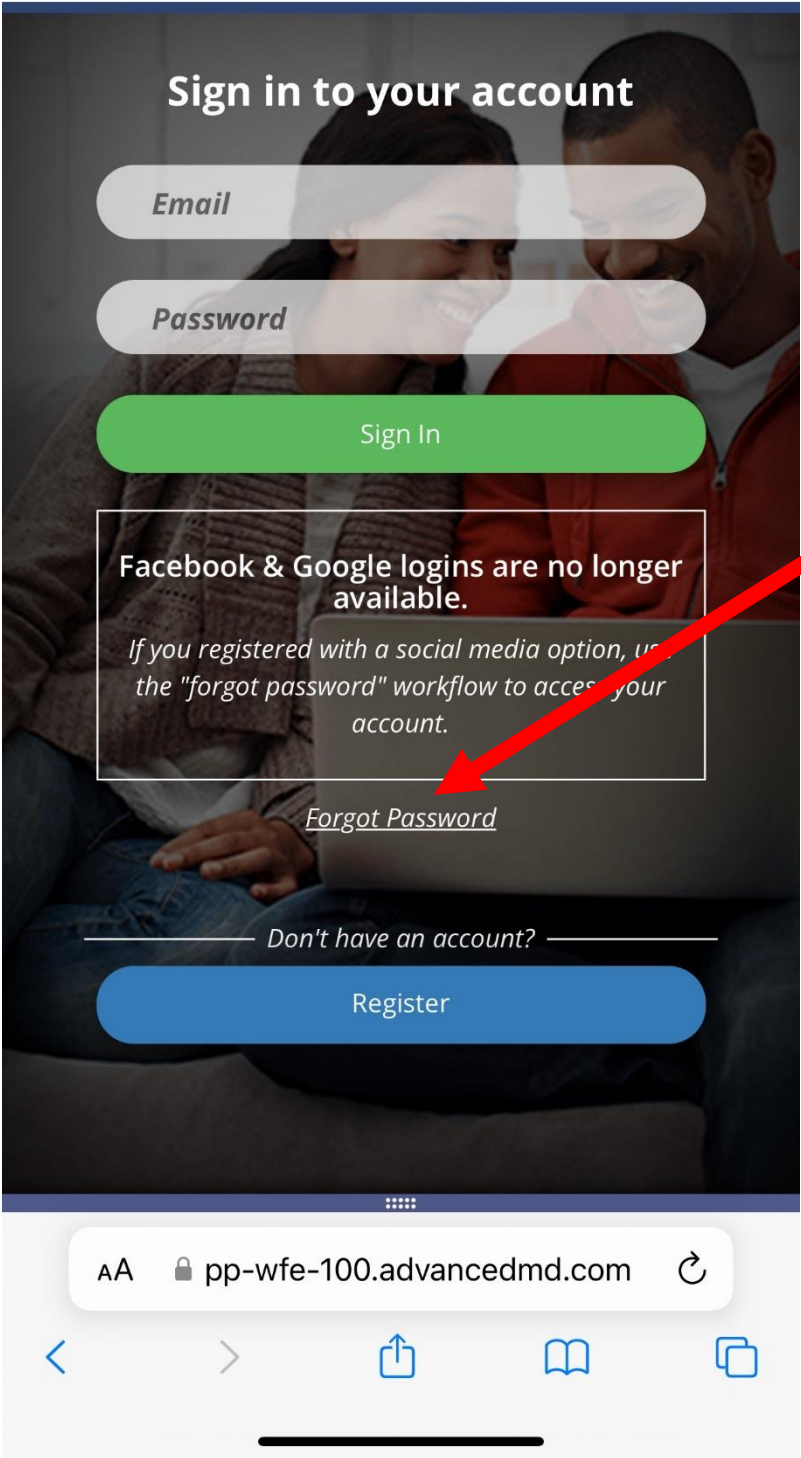 Sign in to your account
Email
Password
Sign In
Facebook & Google logins are no longer
available.
If you registered with a social media option, use
the "forgot password" workflow to access your
account.
Forgot Password
Don't have an account?
Register
AA pp-wfe-100.advancedmd.com